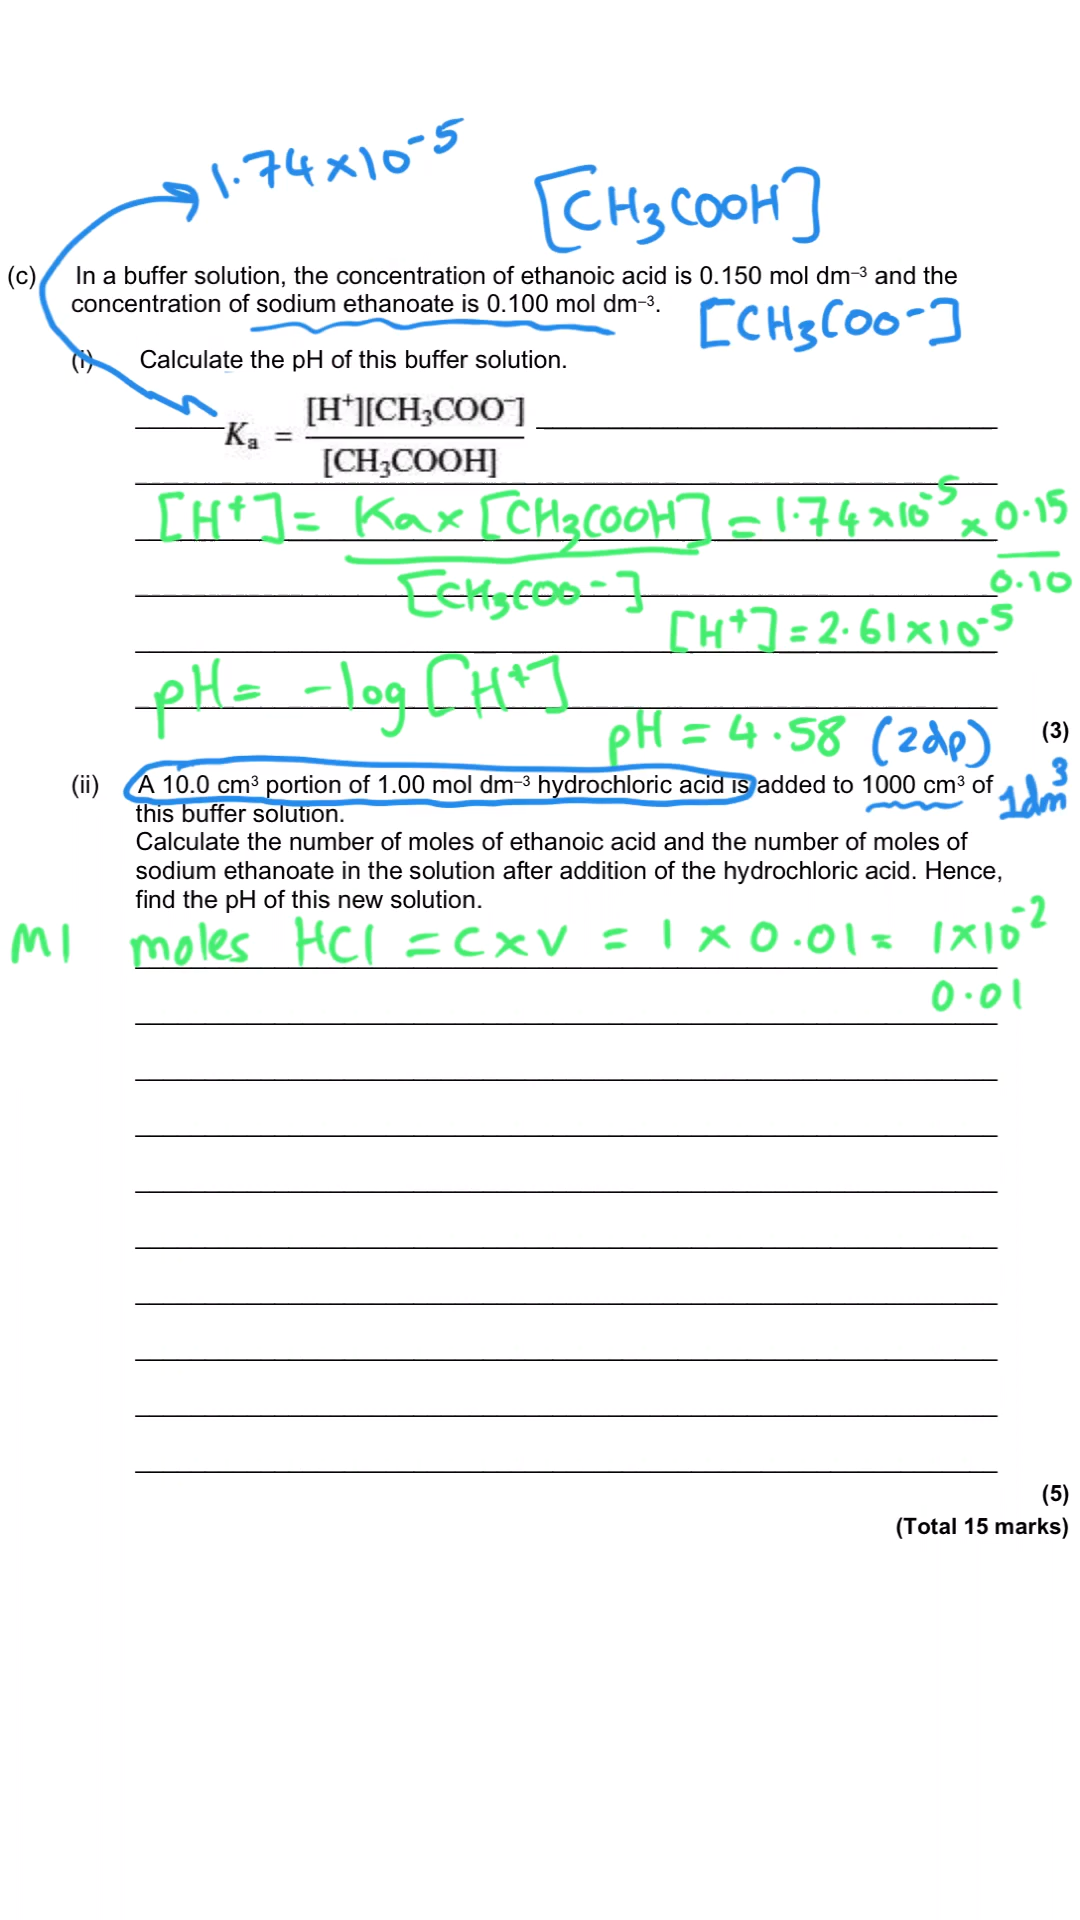 1.74×10⁻⁵
[CH₃COOH]
(c) In a buffer solution, the concentration of ethanoic acid is 0.150 mol dm⁻³ and the
concentration of sodium ethanoate is 0.100 mol dm⁻³.
[CH₃COO⁻]
(i) Calculate the pH of this buffer solution.
Kₐ = [H⁺][CH₃COO⁻]
[CH₃COOH]
[H⁺] = Ka × [CH₃COOH] = 1.74×10⁻⁵ × 0.15
[CH₃COO⁻] 0.10
[H⁺] = 2.61×10⁻⁵
pH = -log [H⁺]
pH = 4.58 (2dp) (3)
(ii) A 10.0 cm³ portion of 1.00 mol dm⁻³ hydrochloric acid is added to 1000 cm³ of
1dm³
this buffer solution.
Calculate the number of moles of ethanoic acid and the number of moles of
sodium ethanoate in the solution after addition of the hydrochloric acid. Hence,
find the pH of this new solution.
M1 moles HCl = C×V = 1 × 0.01 = 1×10⁻²
0.01
(5)
(Total 15 marks)